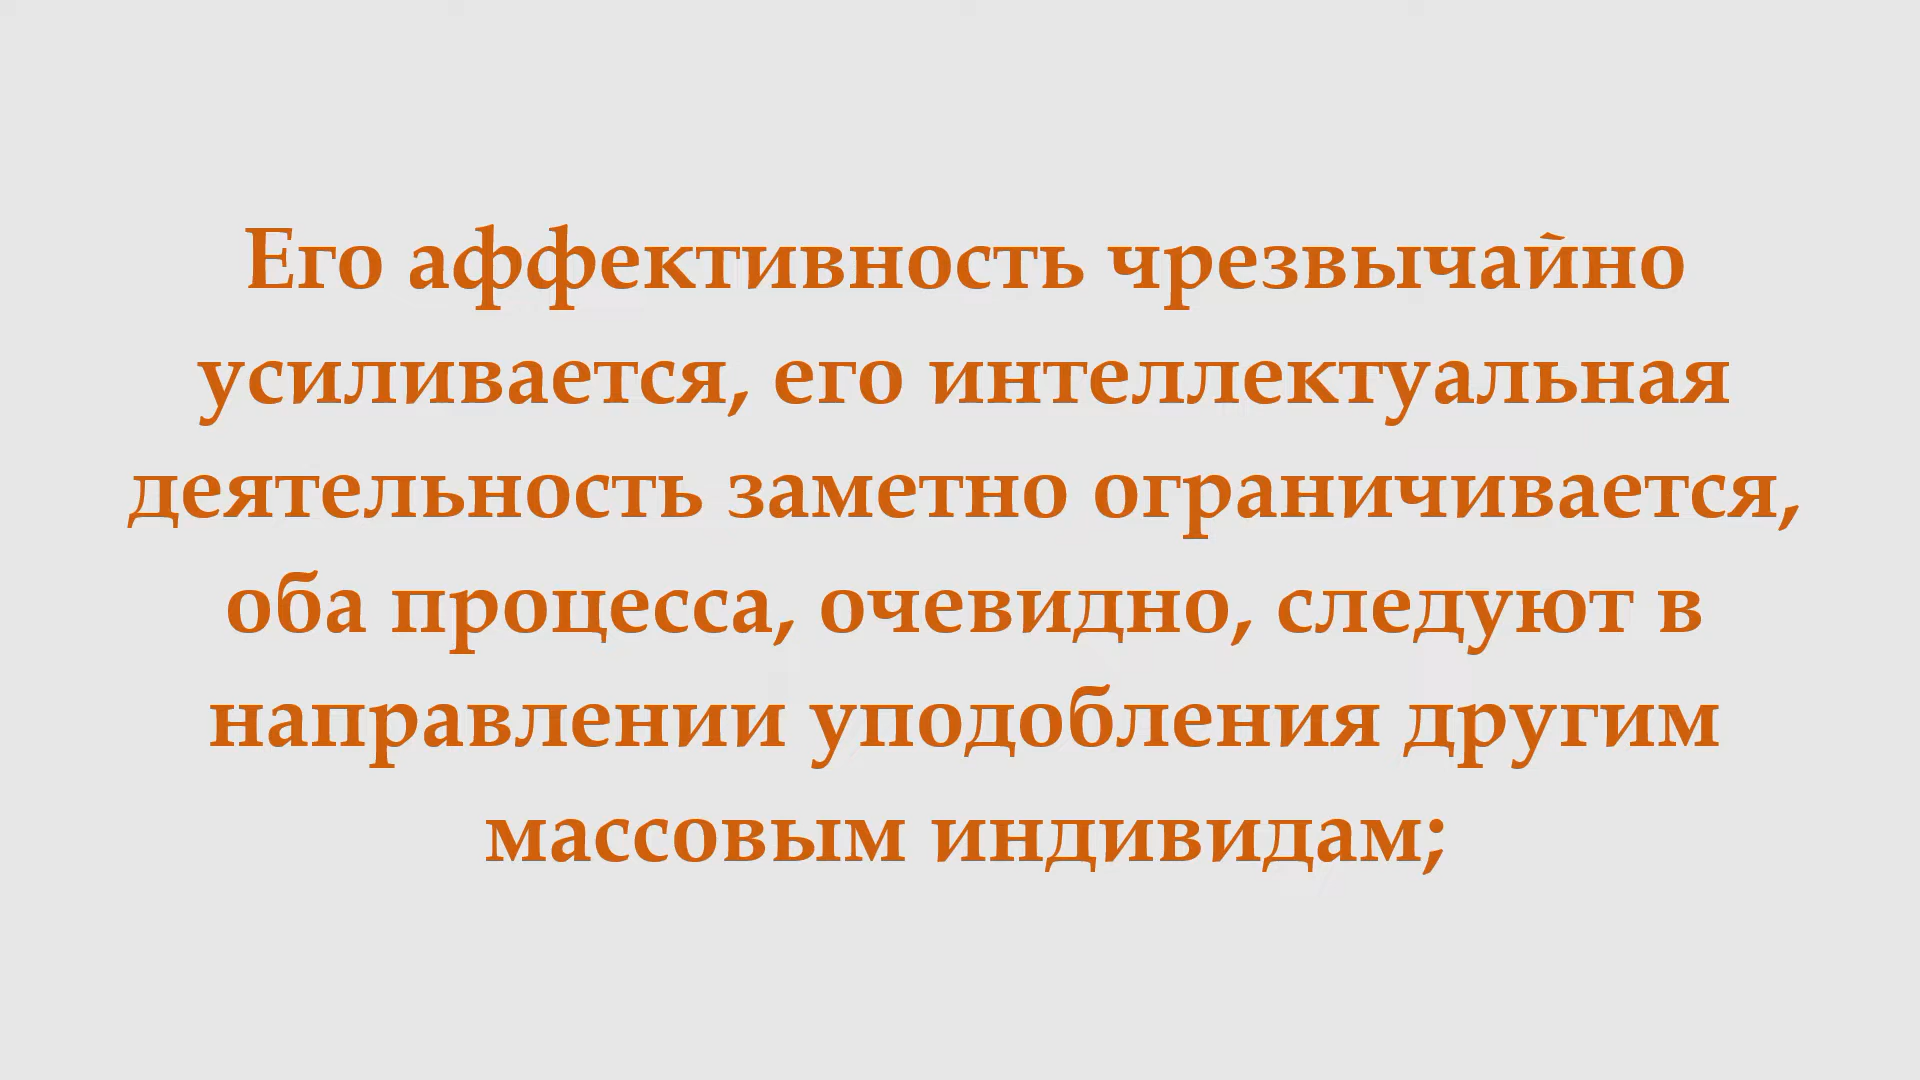 Его аффективность чрезвычайно
усиливается, его интеллектуальная
деятельность заметно ограничивается,
оба процесса, очевидно, следуют в
направлении уподобления другим
массовым индивидам;